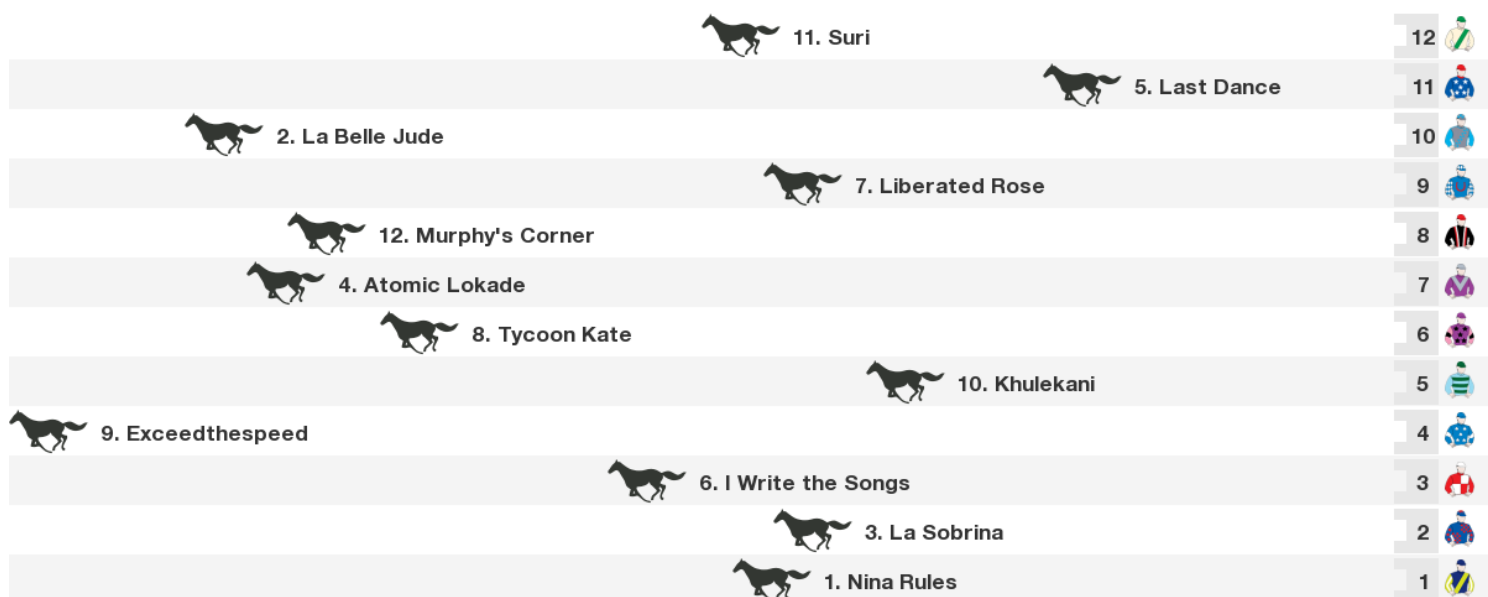 11. Suri 12
5. Last Dance 11
2. La Belle Jude 10
7. Liberated Rose 9
12. Murphy's Corner 8
4. Atomic Lokade 7
8. Tycoon Kate 6
10. Khulekani 5
9. Exceedthespeed 4
6. I Write the Songs 3
3. La Sobrina 2
1. Nina Rules 1